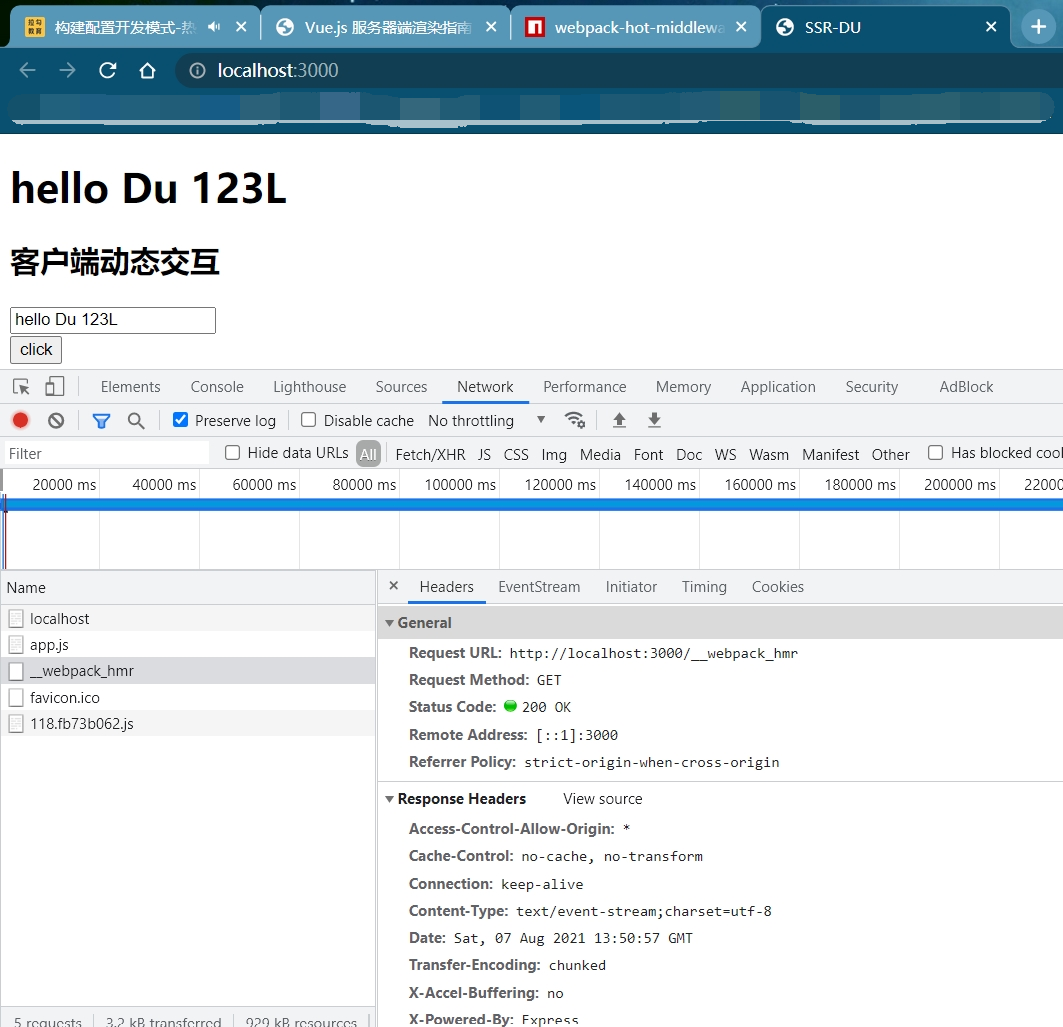 拉勾
教育
构建配置开发模式-热
Vue.js 服务器端渲染指南
webpack-hot-middlewa
SSR-DU
localhost:3000
hello Du 123L
客户端动态交互
hello Du 123L
click
Elements Console Lighthouse Sources Network Performance Memory Application Security AdBlock
Preserve log Disable cache No throttling
Filter Hide data URLs All Fetch/XHR JS CSS Img Media Font Doc WS Wasm Manifest Other Has blocked cool
20000 ms 40000 ms 60000 ms 80000 ms 100000 ms 120000 ms 140000 ms 160000 ms 180000 ms 200000 ms 22000
Name
localhost
app.js
__webpack_hmr
favicon.ico
118.fb73b062.js
5 requests 3.2 kB transferred 929 kB resources
Headers EventStream Initiator Timing Cookies
General
Request URL: http://localhost:3000/__webpack_hmr
Request Method: GET
Status Code: 200 OK
Remote Address: [::1]:3000
Referrer Policy: strict-origin-when-cross-origin
Response Headers View source
Access-Control-Allow-Origin: *
Cache-Control: no-cache, no-transform
Connection: keep-alive
Content-Type: text/event-stream;charset=utf-8
Date: Sat, 07 Aug 2021 13:50:57 GMT
Transfer-Encoding: chunked
X-Accel-Buffering: no
X-Powered-By: Express